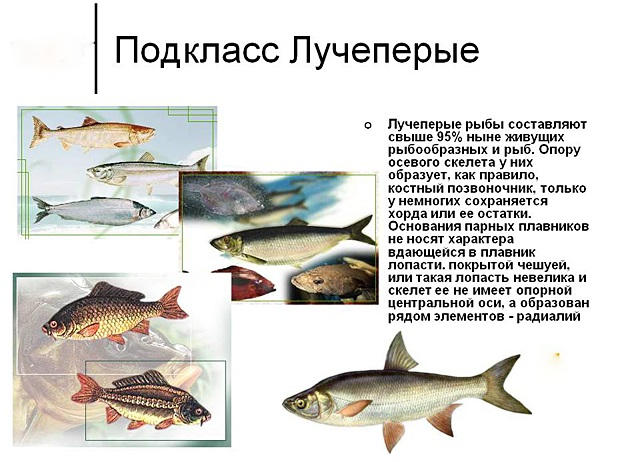 Подкласс Лучеперые
Лучеперые рыбы составляют
свыше 95% ныне живущих
рыбообразных и рыб. Опору
осевого скелета у них
образует, как правило,
костный позвоночник, только
у немногих сохраняется
хорда или ее остатки.
Основания парных плавников
не носят характера
вдающейся в плавник
лопасти. покрытой чешуей,
или такая лопасть невелика и
скелет ее не имеет опорной
центральной оси, а образован
рядом элементов - радиалий